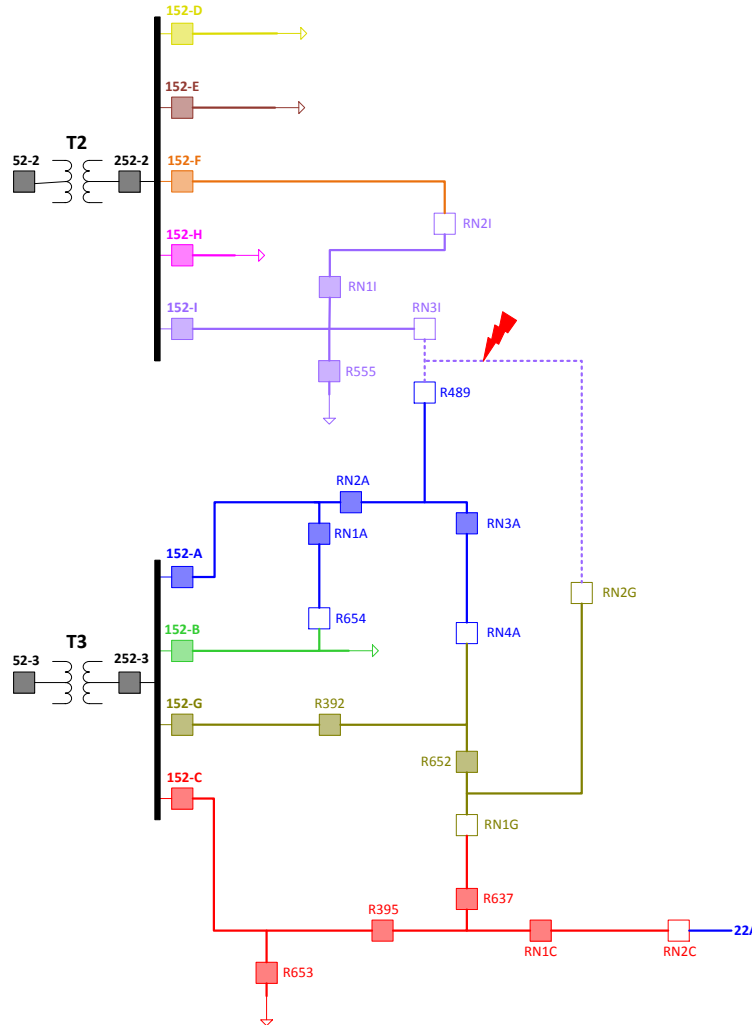 152-D
152-E
T2
52-2
252-2
152-F
RN2I
152-H
RN1I
152-I
RN3I
R555
R489
RN2A
RN3A
RN1A
152-A
RN2G
R654
T3
152-B
RN4A
52-3
252-3
152-G
R392
R652
152-C
RN1G
R637
R395
22A
RN1C
RN2C
R653